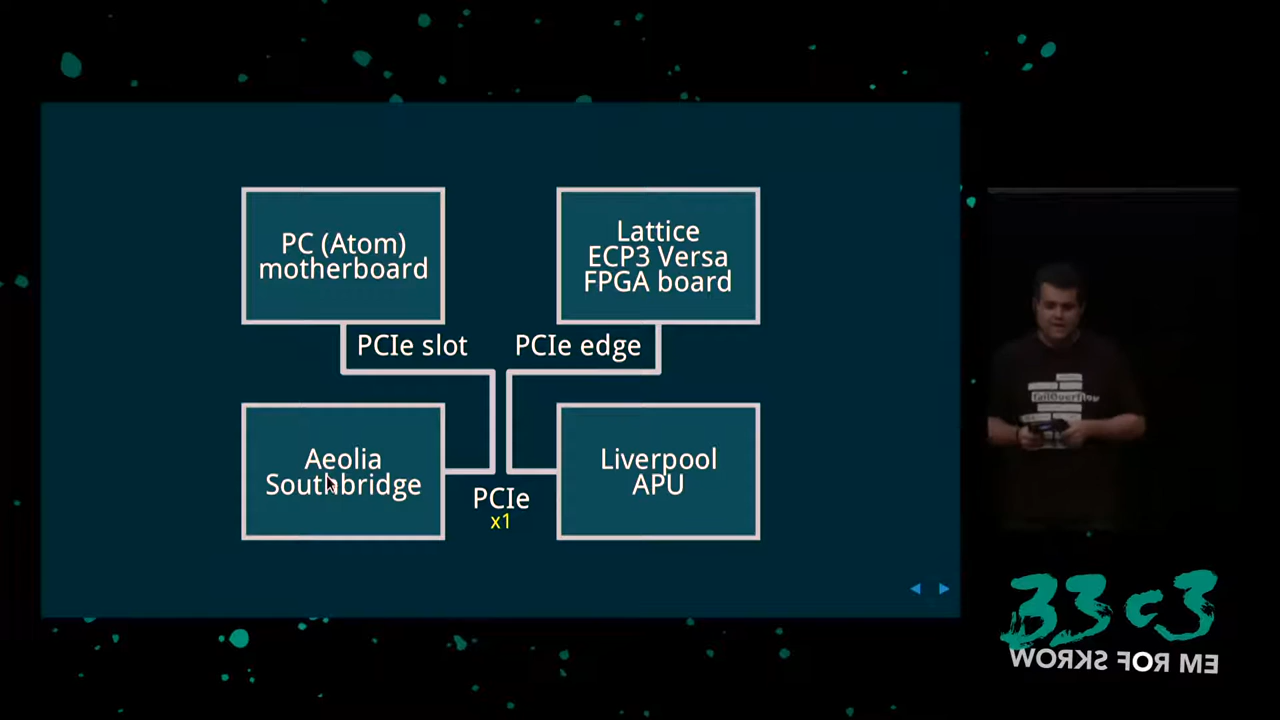 PC (Atom)
motherboard
Lattice
ECP3 Versa
FPGA board
PCIe slot
PCIe edge
Aeolia
Southbridge
PCIe
x1
Liverpool
APU
fail0verflow
33c3
WORKS FOR ME